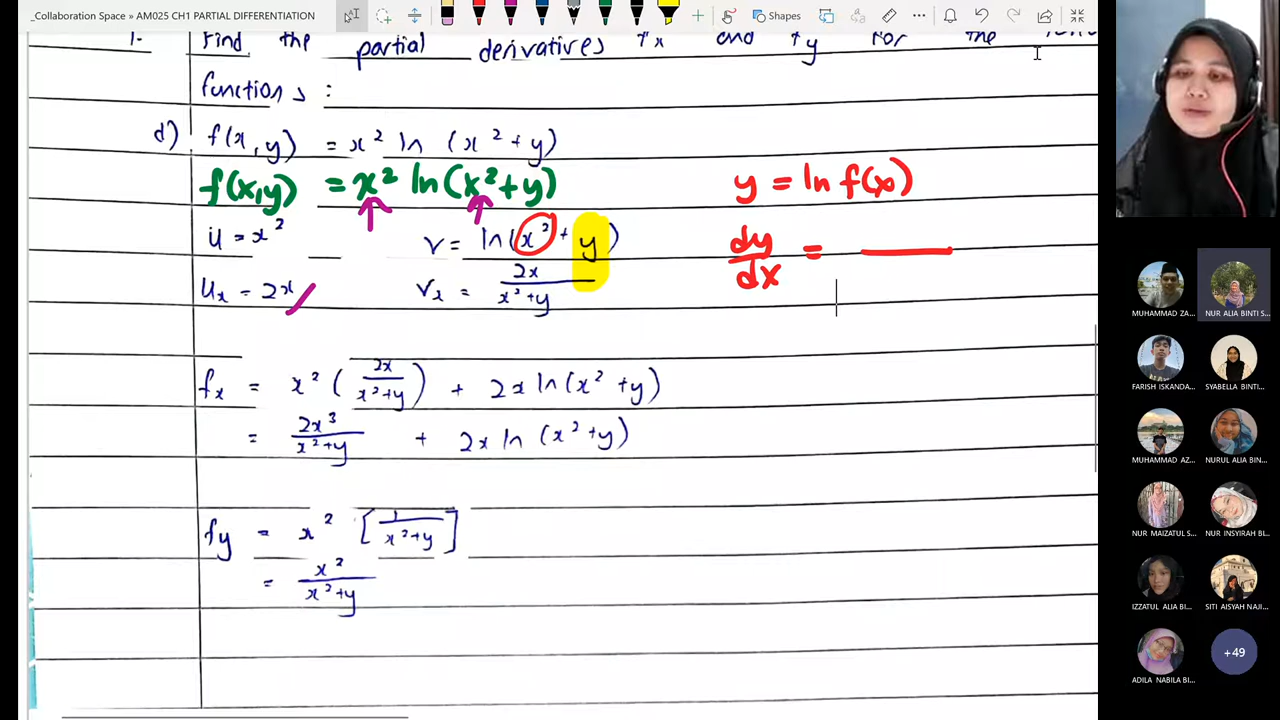 _Collaboration Space » AM025 CH1 PARTIAL DIFFERENTIATION
Shapes
1. Find the partial derivatives fx and fy for the
functions :
d) f(x,y) = x² ln (x² + y)
f(x,y) = x² ln(x²+y)
y = ln f(x)
u = x² v = ln(x² + y)
dy/dx =
ux = 2x vx = 2x/(x²+y)
fx = x² (2x/(x²+y)) + 2x ln(x² + y)
= 2x³/(x²+y) + 2x ln (x²+y)
fy = x² [1/(x²+y)]
= x²/(x²+y)
MUHAMMAD ZA...
NUR ALIA BINTI S...
FARISH ISKANDA...
SYABELLA BINTI...
MUHAMMAD AZ...
NURUL ALIA BIN...
NUR MAIZATUL S...
NUR INSYIRAH BI...
IZZATUL ALIA BI...
SITI AISYAH NAJI...
ADILA NABILA BI...
+49